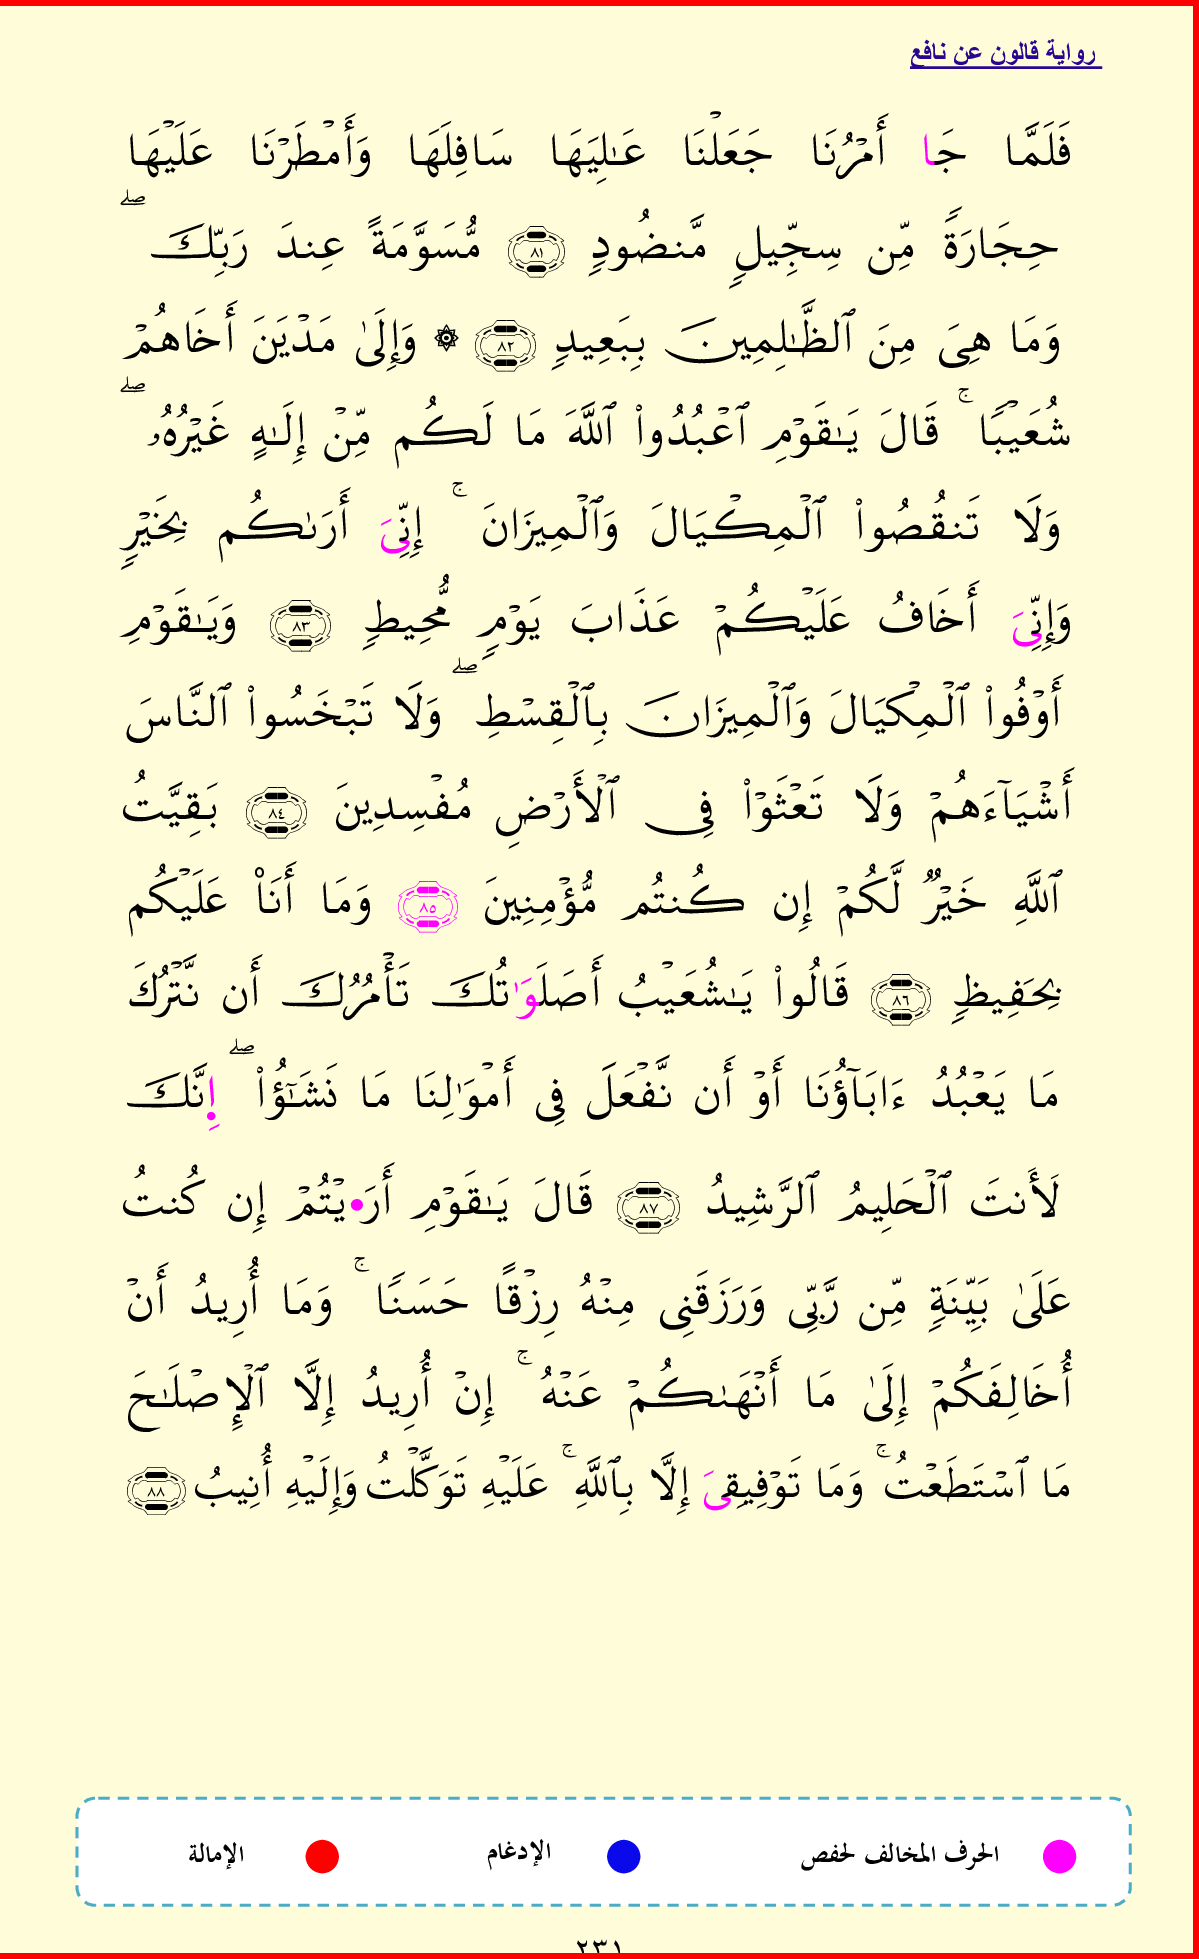 رواية قالون عن نافع
فَلَمَّا جَا أَمْرُنَا جَعَلْنَا عَٰلِيَهَا سَافِلَهَا وَأَمْطَرْنَا عَلَيْهَا
حِجَارَةً مِّن سِجِّيلٍ مَّنضُودٍ ٨١ مُّسَوَّمَةً عِندَ رَبِّكَ ۖ
وَمَا هِىَ مِنَ ٱلظَّٰلِمِينَ بِبَعِيدٍ ٨٢ ۞ وَإِلَىٰ مَدْيَنَ أَخَاهُمْ
شُعَيْبًا ۚ قَالَ يَٰقَوْمِ ٱعْبُدُوا۟ ٱللَّهَ مَا لَكُم مِّنْ إِلَٰهٍ غَيْرُهُۥ ۖ
وَلَا تَنقُصُوا۟ ٱلْمِكْيَالَ وَٱلْمِيزَانَ ۚ إِنِّىَ أَرَىٰكُم بِخَيْرٍ
وَإِنِّىَ أَخَافُ عَلَيْكُمْ عَذَابَ يَوْمٍ مُّحِيطٍ ٨٣ وَيَٰقَوْمِ
أَوْفُوا۟ ٱلْمِكْيَالَ وَٱلْمِيزَانَ بِٱلْقِسْطِ ۖ وَلَا تَبْخَسُوا۟ ٱلنَّاسَ
أَشْيَآءَهُمْ وَلَا تَعْثَوْا۟ فِى ٱلْأَرْضِ مُفْسِدِينَ ٨٤ بَقِيَّتُ
ٱللَّهِ خَيْرٌ لَّكُمْ إِن كُنتُم مُّؤْمِنِينَ ٨٥ وَمَا أَنَا۠ عَلَيْكُم
بِحَفِيظٍ ٨٦ قَالُوا۟ يَٰشُعَيْبُ أَصَلَوَٰتُكَ تَأْمُرُكَ أَن نَّتْرُكَ
مَا يَعْبُدُ ءَابَآؤُنَا أَوْ أَن نَّفْعَلَ فِى أَمْوَٰلِنَا مَا نَشَٰٓؤُا۟ ۖ إِنَّكَ
لَأَنتَ ٱلْحَلِيمُ ٱلرَّشِيدُ ٨٧ قَالَ يَٰقَوْمِ أَرَ•يْتُمْ إِن كُنتُ
عَلَىٰ بَيِّنَةٍ مِّن رَّبِّى وَرَزَقَنِى مِنْهُ رِزْقًا حَسَنًا ۚ وَمَا أُرِيدُ أَنْ
أُخَالِفَكُمْ إِلَىٰ مَا أَنْهَىٰكُمْ عَنْهُ ۚ إِنْ أُرِيدُ إِلَّا ٱلْإِصْلَٰحَ
مَا ٱسْتَطَعْتُ ۚ وَمَا تَوْفِيقِىَ إِلَّا بِٱللَّهِ ۚ عَلَيْهِ تَوَكَّلْتُ وَإِلَيْهِ أُنِيبُ ٨٨
الحرف المخالف لحفص الإدغام الإمالة
٢٣١